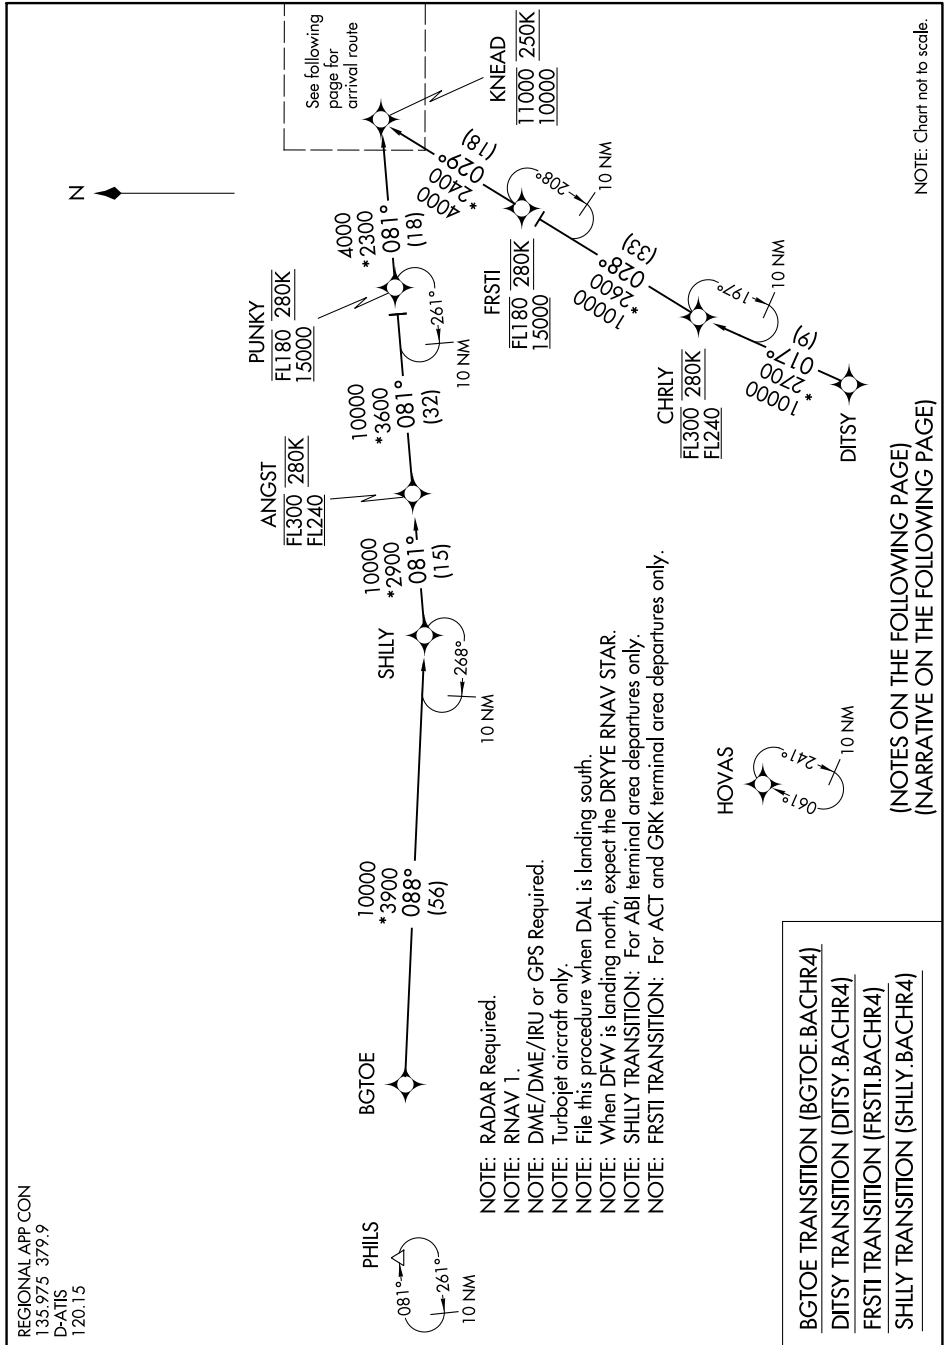 REGIONAL APP CON
135.975 379.9
D-ATIS
120.15
N
See following
page for
arrival route
KNEAD
11000 250K
10000
NOTE: Chart not to scale.
PHILS
081°
261°
10 NM
BGTOE
10000
*3900
088°
(56)
SHLLY
268°
10 NM
10000
*2900
081°
(15)
ANGST
FL300 280K
FL240
10000
*3600
081°
(32)
PUNKY
FL180 280K
15000
261°
10 NM
4000
*2300
081°
(18)
4000
*2400
029°
(18)
FRSTI
FL180 280K
15000
208°
10 NM
10000
*2600
028°
(33)
CHRLY
FL300 280K
FL240
197°
10 NM
10000
*2700
017°
(9)
DITSY
HOVAS
061°
241°
10 NM
NOTE: RADAR Required.
NOTE: RNAV 1.
NOTE: DME/DME/IRU or GPS Required.
NOTE: Turbojet aircraft only.
NOTE: File this procedure when DAL is landing south.
NOTE: When DFW is landing north, expect the DRYYE RNAV STAR.
NOTE: SHLLY TRANSITION: For ABI terminal area departures only.
NOTE: FRSTI TRANSITION: For ACT and GRK terminal area departures only.
(NOTES ON THE FOLLOWING PAGE)
(NARRATIVE ON THE FOLLOWING PAGE)
BGTOE TRANSITION (BGTOE.BACHR4)
DITSY TRANSITION (DITSY.BACHR4)
FRSTI TRANSITION (FRSTI.BACHR4)
SHLLY TRANSITION (SHLLY.BACHR4)